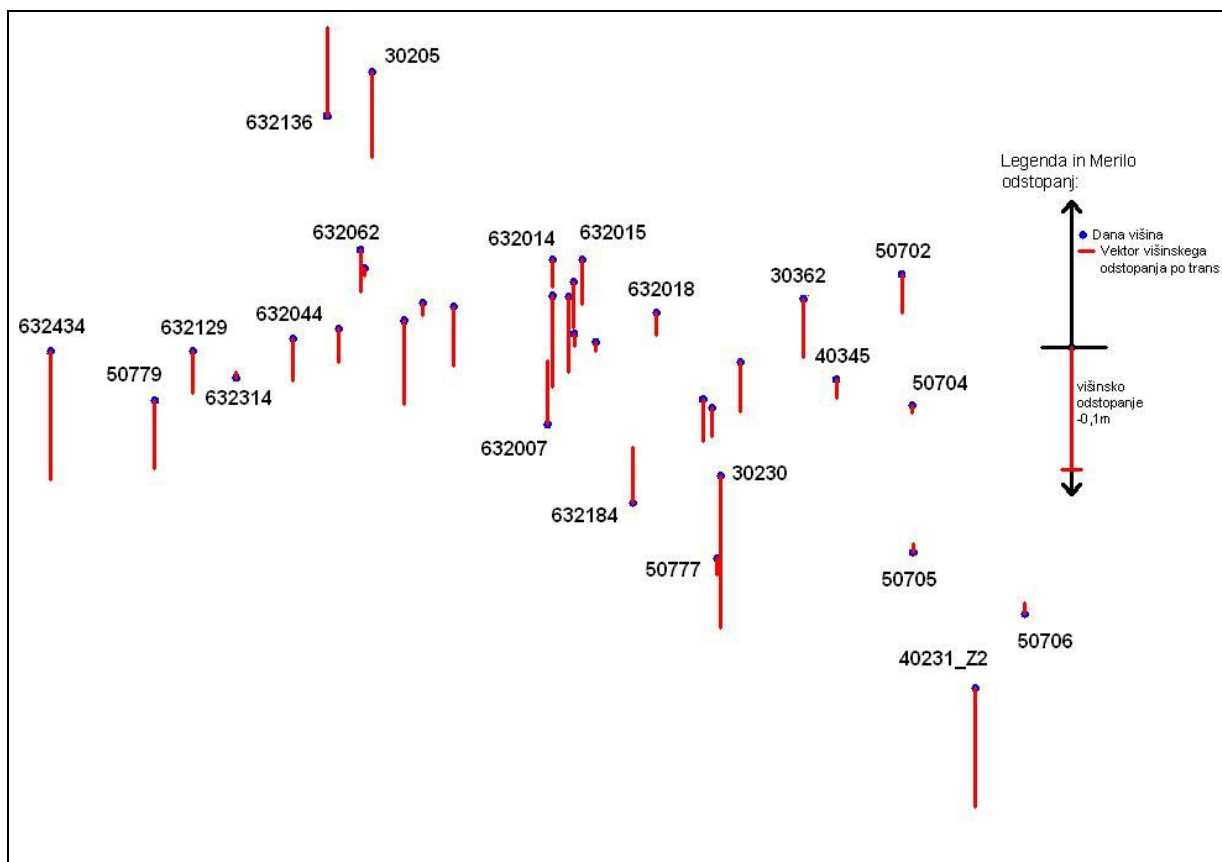 30205
632136
Legenda in Merilo
odstopanj:
Dana višina
Vektor višinskega
odstopanja po trans
632062
632014
632015
50702
30362
632018
632434
632129
632044
40345
50779
632314
50704
višinsko
odstopanje
-0,1m
632007
30230
632184
50777
50705
50706
40231_Z2